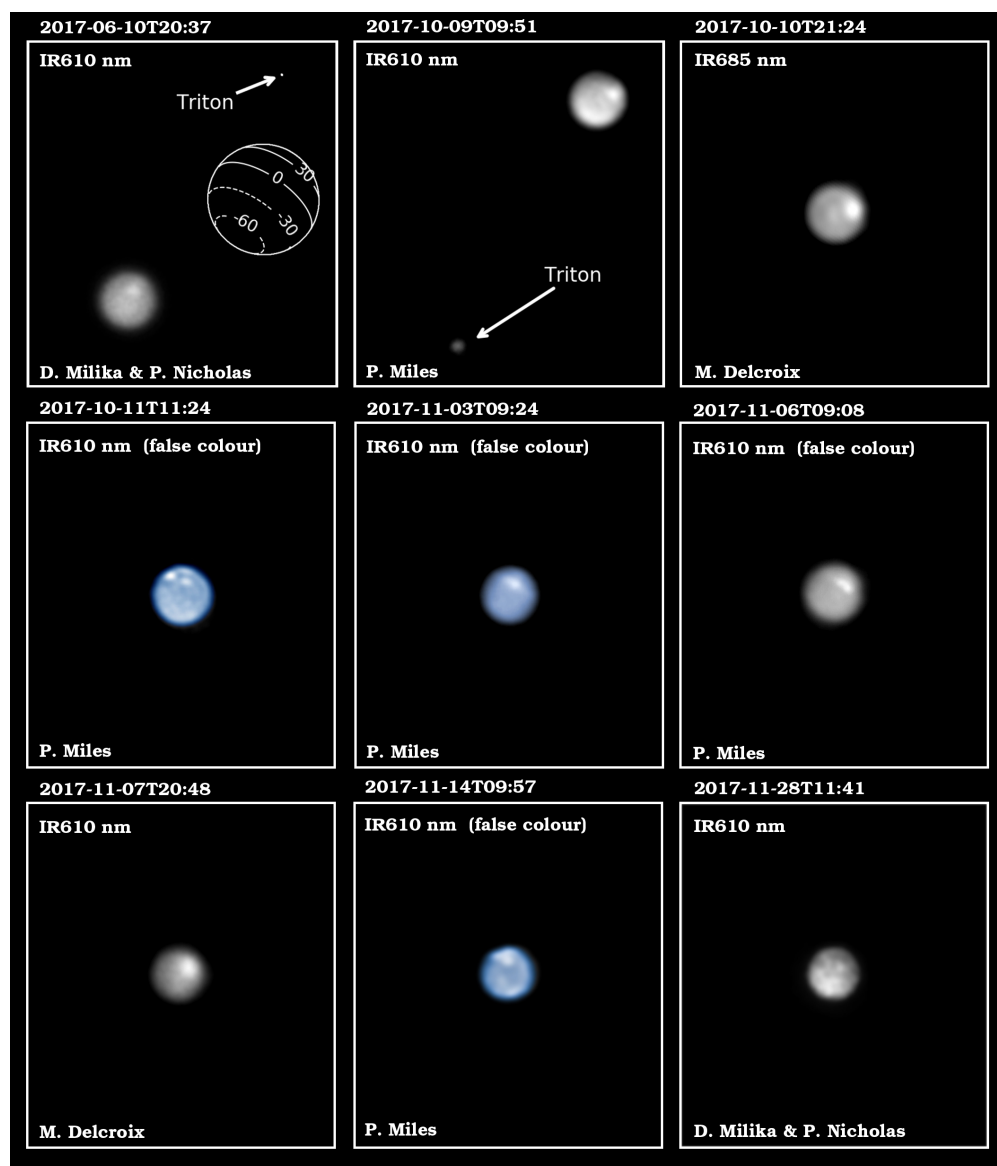 2017-06-10T20:37
IR610 nm
Triton
30
0
-30
-60
D. Milika & P. Nicholas
2017-10-09T09:51
IR610 nm
Triton
P. Miles
2017-10-10T21:24
IR685 nm
M. Delcroix
2017-10-11T11:24
IR610 nm (false colour)
P. Miles
2017-11-03T09:24
IR610 nm (false colour)
P. Miles
2017-11-06T09:08
IR610 nm (false colour)
P. Miles
2017-11-07T20:48
IR610 nm
M. Delcroix
2017-11-14T09:57
IR610 nm (false colour)
P. Miles
2017-11-28T11:41
IR610 nm
D. Milika & P. Nicholas